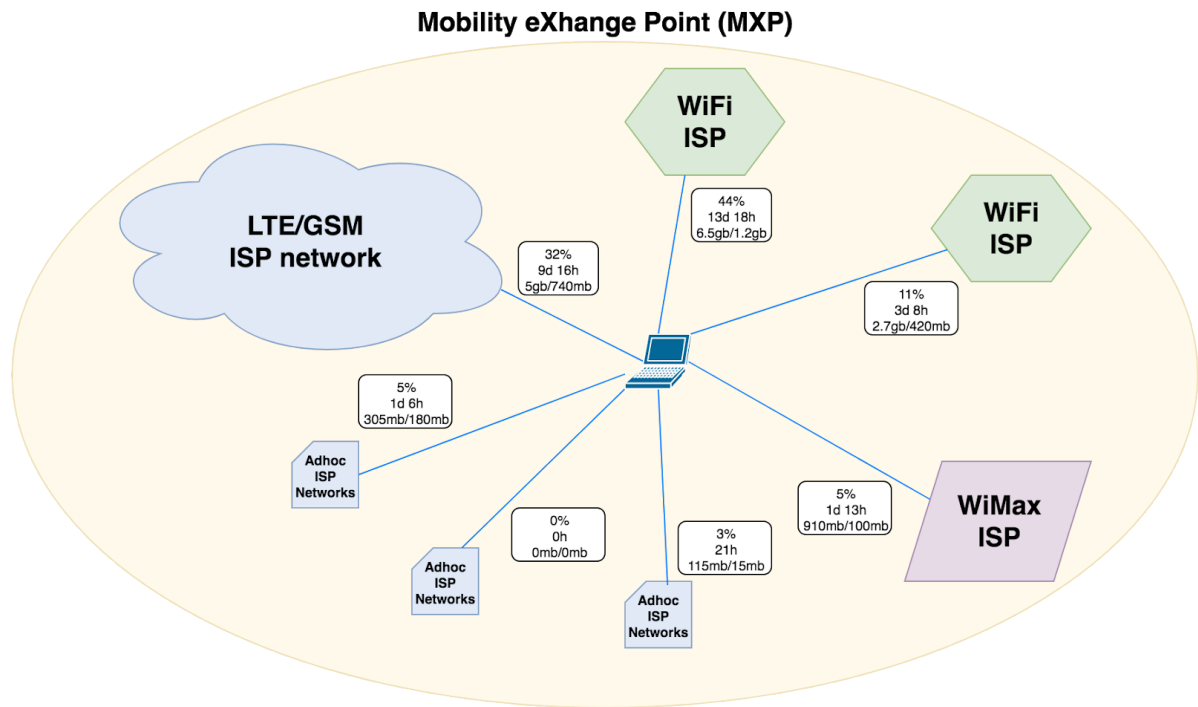 Mobility eXhange Point (MXP)
WiFi
ISP
44%
13d 18h
6.5gb/1.2gb
WiFi
ISP
11%
3d 8h
2.7gb/420mb
LTE/GSM
ISP network
32%
9d 16h
5gb/740mb
5%
1d 6h
305mb/180mb
Adhoc
ISP
Networks
0%
0h
0mb/0mb
Adhoc
ISP
Networks
3%
21h
115mb/15mb
Adhoc
ISP
Networks
5%
1d 13h
910mb/100mb
WiMax
ISP